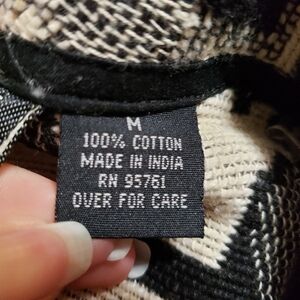 M
100% COTTON
MADE IN INDIA
RN 95761
OVER FOR CARE